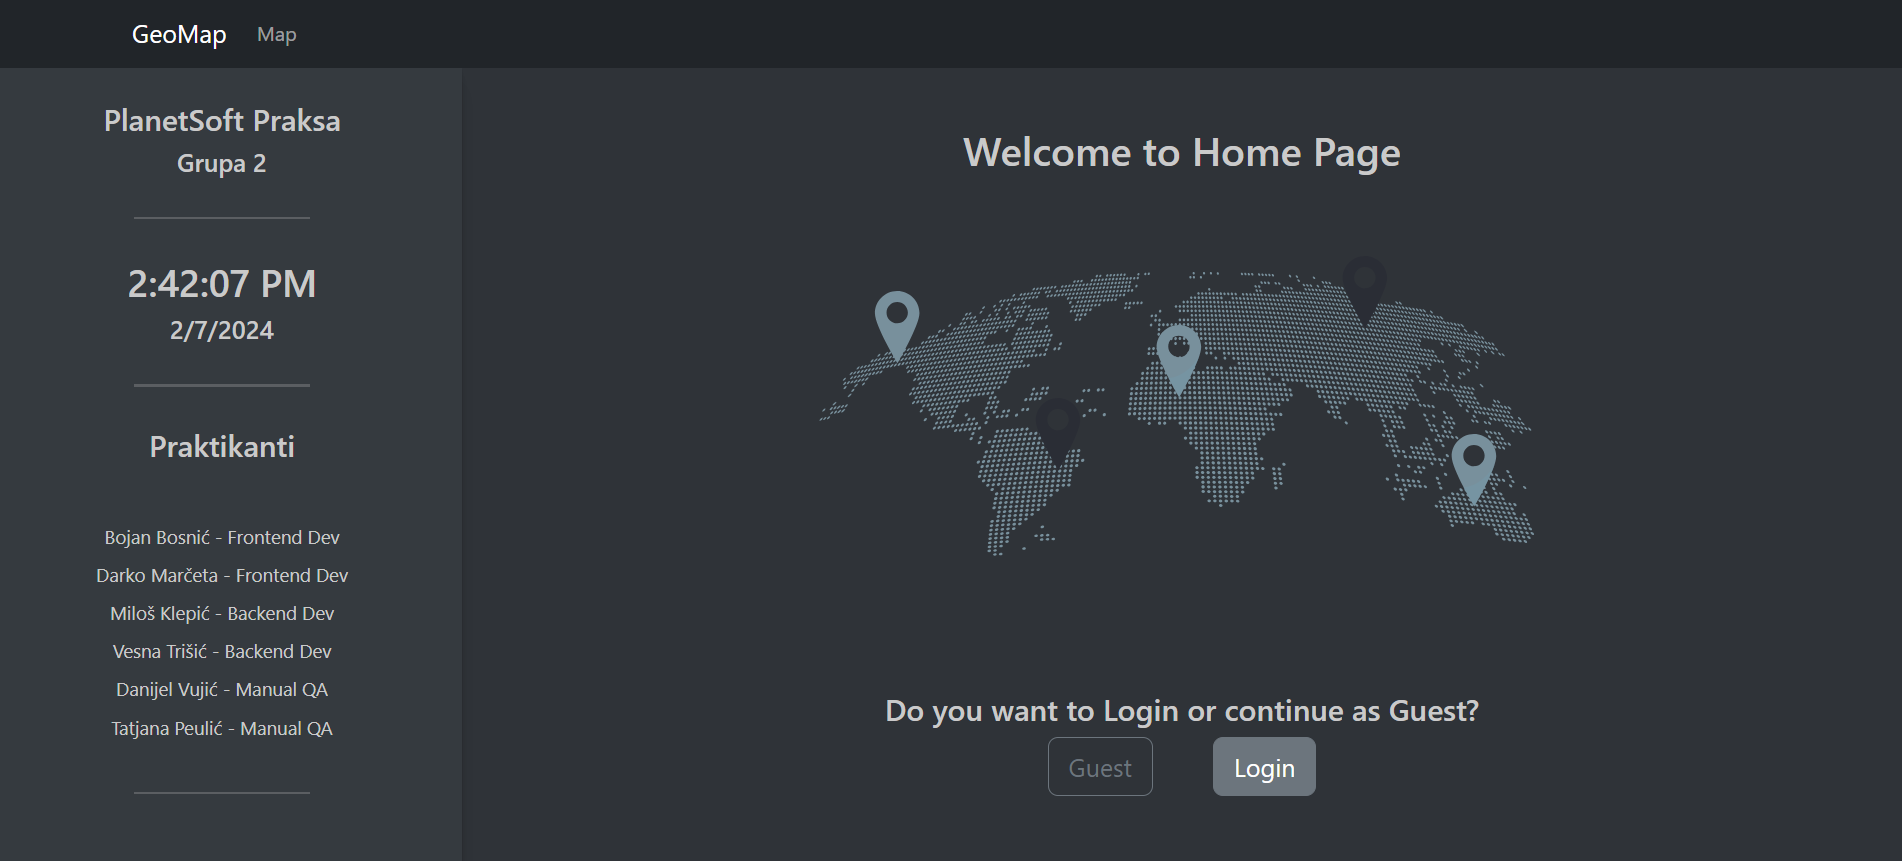 GeoMap Map
PlanetSoft Praksa
Grupa 2
2:42:07 PM
2/7/2024
Praktikanti
Bojan Bosnić - Frontend Dev
Darko Marčeta - Frontend Dev
Miloš Klepić - Backend Dev
Vesna Trišić - Backend Dev
Danijel Vujić - Manual QA
Tatjana Peulić - Manual QA
Welcome to Home Page
Do you want to Login or continue as Guest?
Guest Login